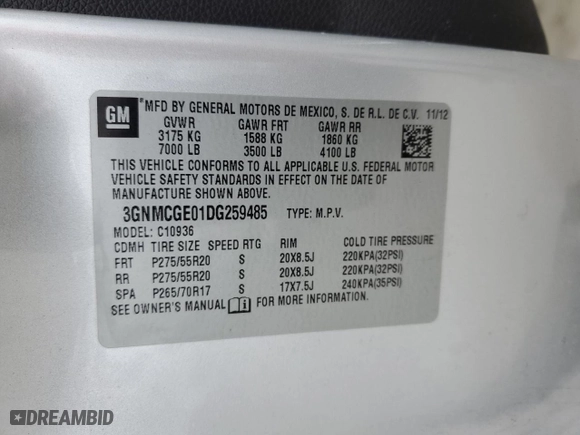 GM MFD BY GENERAL MOTORS DE MEXICO, S. DE R.L. DE C.V. 11/12
GVWR GAWR FRT GAWR RR
3175 KG 1588 KG 1860 KG
7000 LB 3500 LB 4100 LB
THIS VEHICLE CONFORMS TO ALL APPLICABLE U.S. FEDERAL MOTOR
VEHICLE SAFETY STANDARDS IN EFFECT ON THE DATE OF
MANUFACTURE SHOWN ABOVE.
3GNMCGE01DG259485 TYPE: M.P.V.
MODEL: C10936
CDMH TIRE SIZE SPEED RTG RIM COLD TIRE PRESSURE
FRT P275/55R20 S 20X8.5J 220KPA(32PSI)
RR P275/55R20 S 20X8.5J 220KPA(32PSI)
SPA P265/70R17 S 17X7.5J 240KPA(35PSI)
SEE OWNER'S MANUAL FOR MORE INFORMATION
DREAMBID